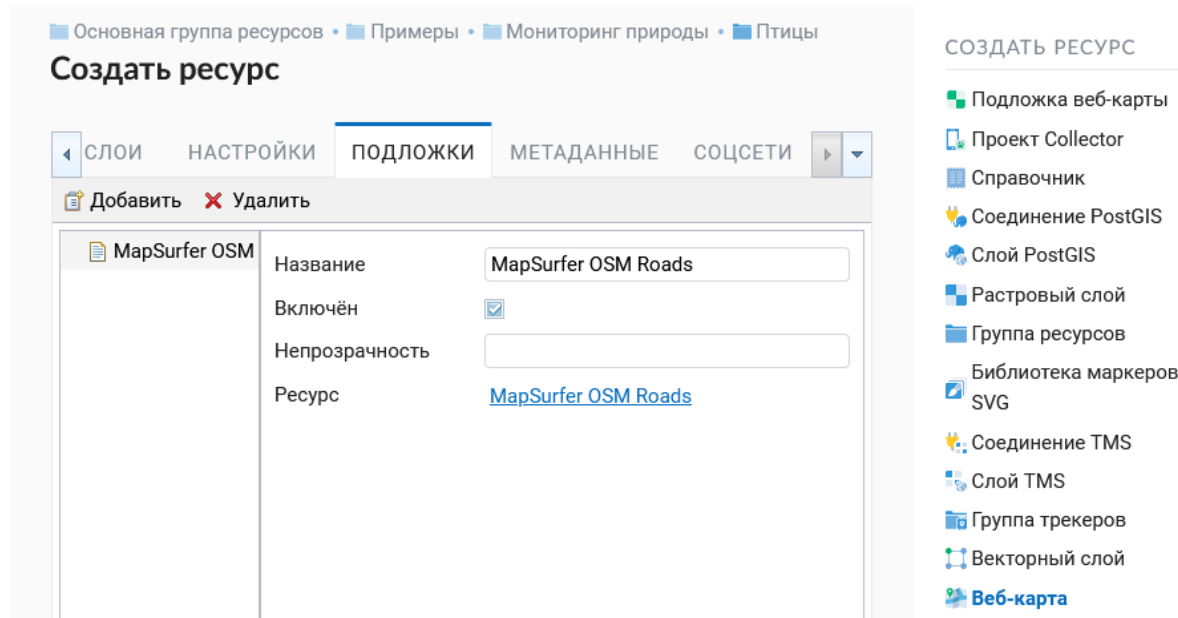 Основная группа ресурсов • Примеры • Мониторинг природы • Птицы
Создать ресурс
СЛОИ НАСТРОЙКИ ПОДЛОЖКИ МЕТАДАННЫЕ СОЦСЕТИ
Добавить Удалить
MapSurfer OSM
Название MapSurfer OSM Roads
Включён
Непрозрачность
Ресурс MapSurfer OSM Roads
СОЗДАТЬ РЕСУРС
Подложка веб-карты
Проект Collector
Справочник
Соединение PostGIS
Слой PostGIS
Растровый слой
Группа ресурсов
Библиотека маркеров
SVG
Соединение TMS
Слой TMS
Группа трекеров
Векторный слой
Веб-карта